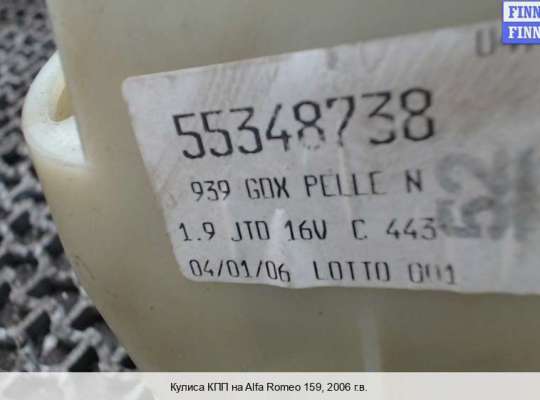 FINN
FINN
55348738
939 GDX PELLE N
1.9 JTD 16V C 443
04/01/06 LOTTO 001
Кулиса КПП на Alfa Romeo 159, 2006 г.в.